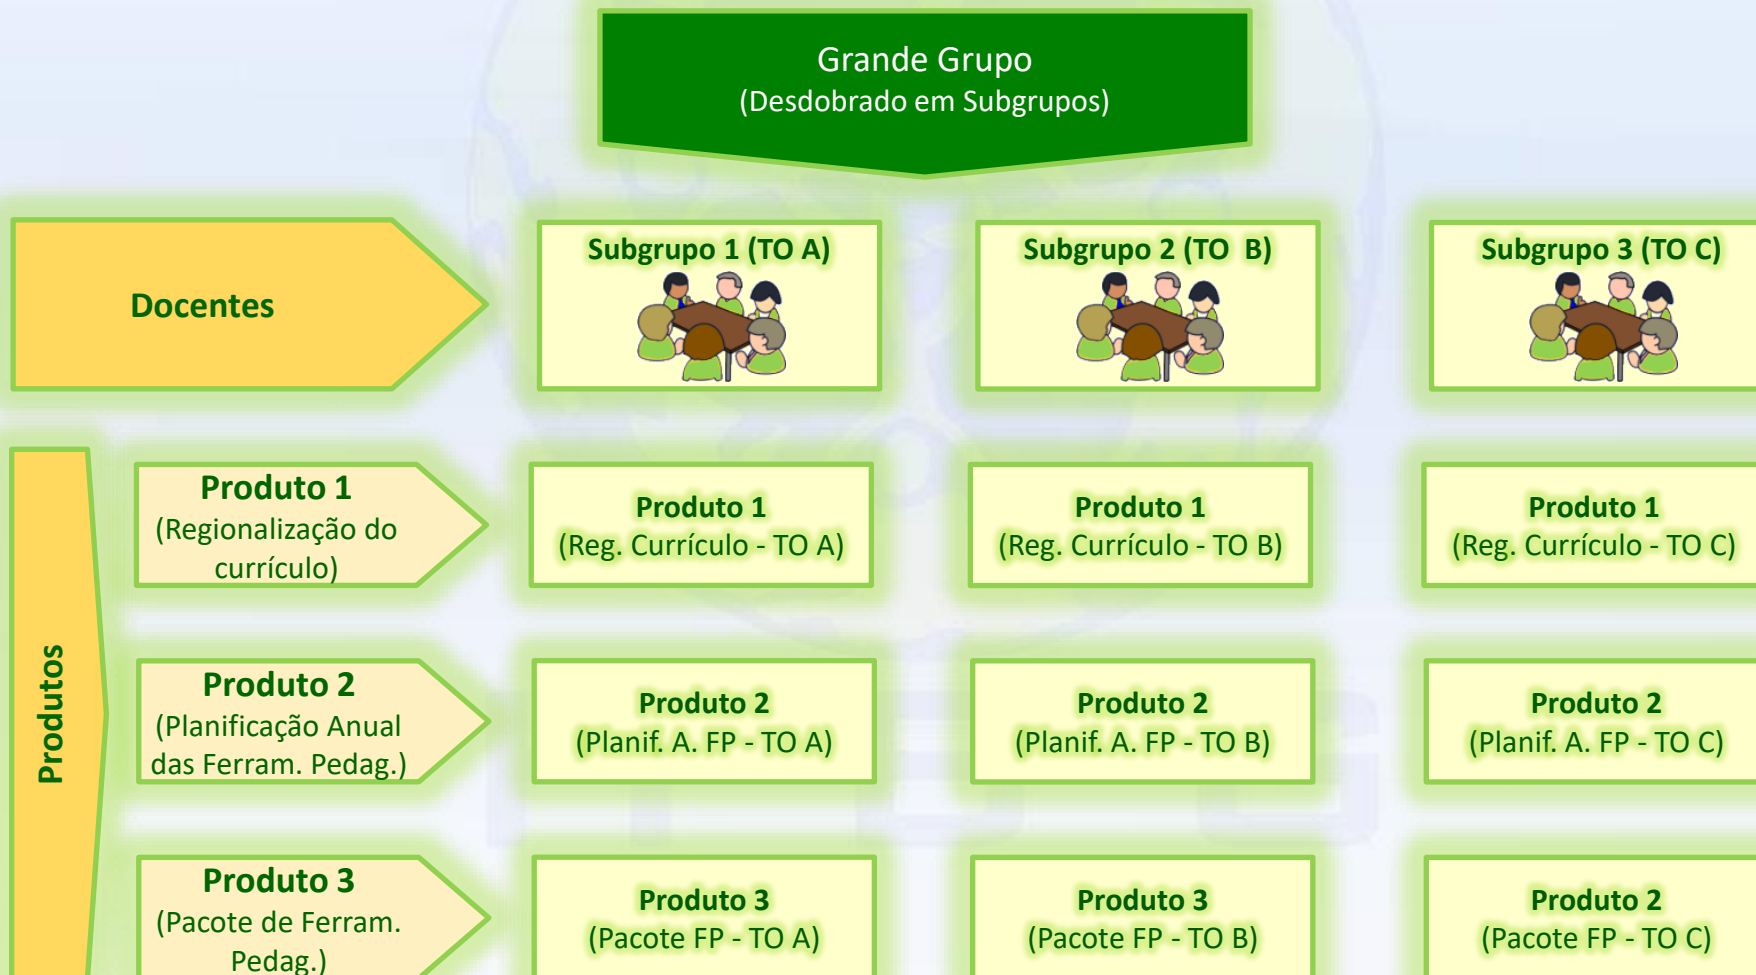 Grande Grupo
(Desdobrado em Subgrupos)
Docentes
Subgrupo 1 (TO A)
Subgrupo 2 (TO  B)
Subgrupo 3 (TO C)
Produtos
Produto 1
(Regionalização do
currículo)
Produto 1
(Reg. Currículo - TO A)
Produto 1
(Reg. Currículo - TO B)
Produto 1
(Reg. Currículo - TO C)
Produto 2
(Planificação Anual
das Ferram. Pedag.)
Produto 2
(Planif. A. FP - TO A)
Produto 2
(Planif. A. FP - TO B)
Produto 2
(Planif. A. FP - TO C)
Produto 3
(Pacote de Ferram.
Pedag.)
Produto 3
(Pacote FP - TO A)
Produto 3
(Pacote FP - TO B)
Produto 2
(Pacote FP - TO C)